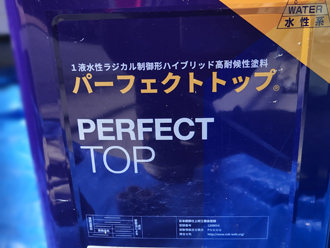 WATER
水性系
1液水性ラジカル制御形ハイブリッド高耐候性塗料
パーフェクトトップ®
PERFECT
TOP